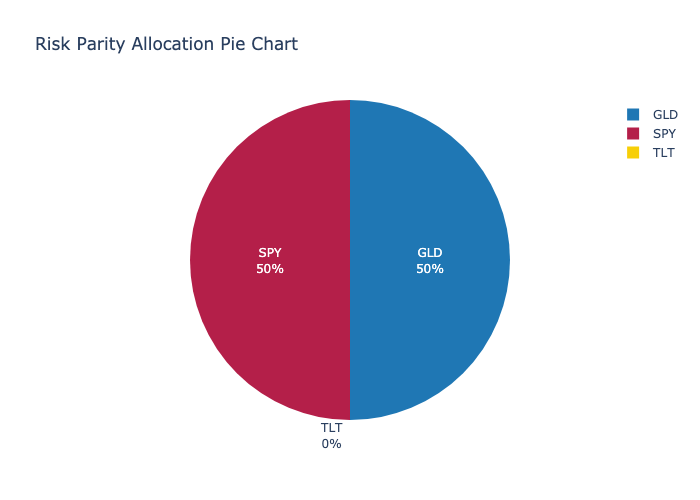 Risk Parity Allocation Pie Chart
GLD
SPY
TLT
SPY
50%
GLD
50%
TLT
0%